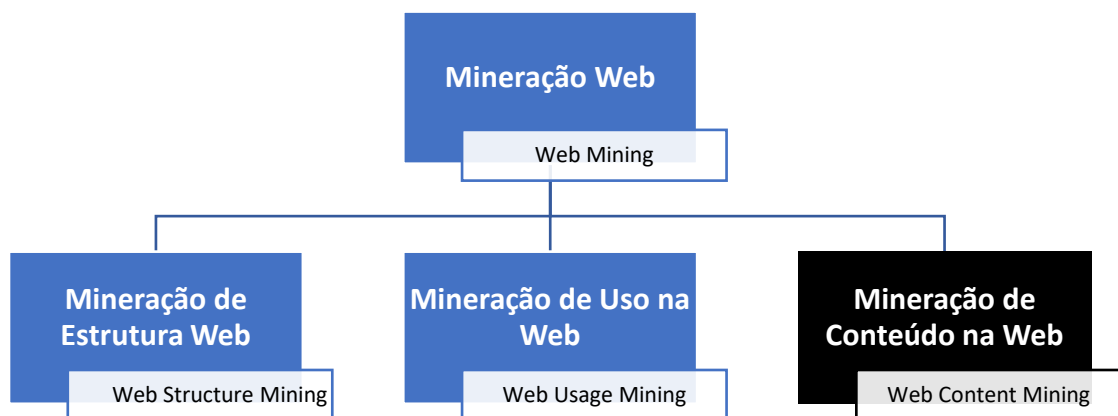 Mineração Web
Web Mining
Mineração de
Estrutura Web
Web Structure Mining
Mineração de Uso na
Web
Web Usage Mining
Mineração de
Conteúdo na Web
Web Content Mining